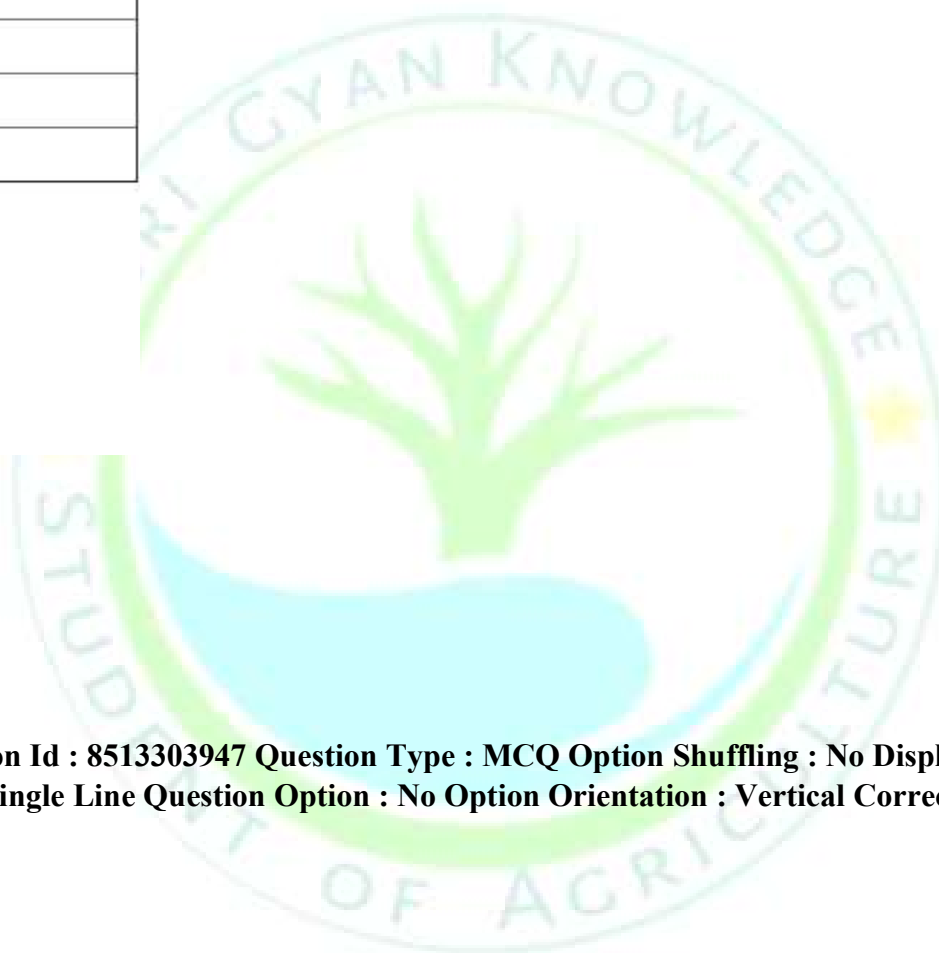 GYAN KNOWLEDGE
STUDENT OF AGRICULTURE
on Id : 8513303947 Question Type : MCQ Option Shuffling : No Displ
ingle Line Question Option : No Option Orientation : Vertical Correc